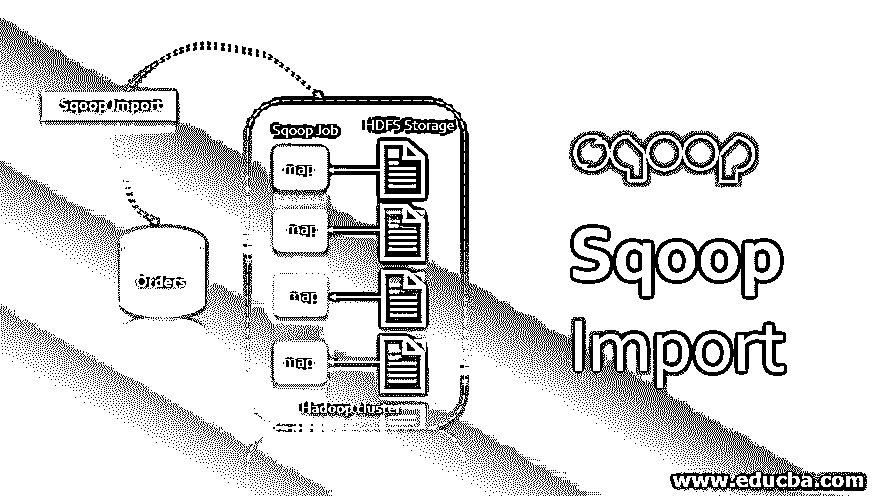 Sqoop Import
Sqoop Job
HDFS Storage
map
map
map
map
Orders
Hadoop cluster
sqoop
Sqoop
Import
www.educba.com